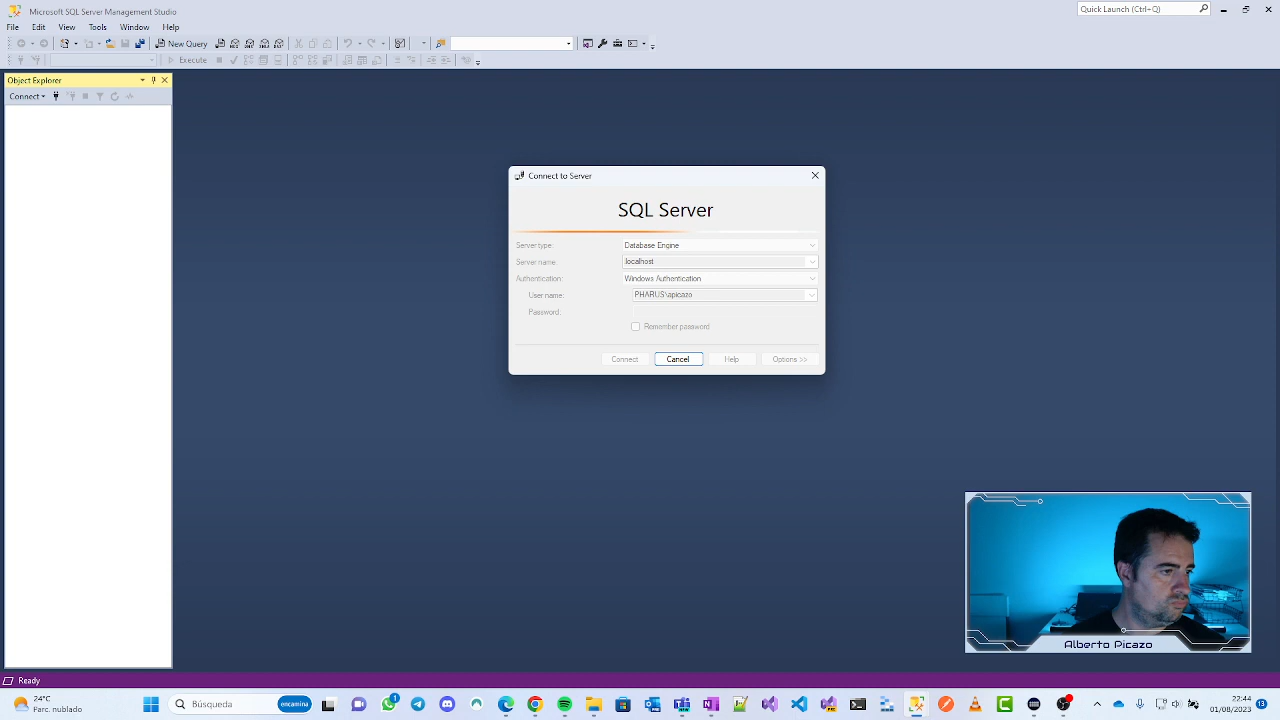 Microsoft SQL Server Management Studio
Quick Launch (Ctrl+Q)
File Edit View Tools Window Help
New Query
Execute
Object Explorer
Connect
Connect to Server
SQL Server
Server type: Database Engine
Server name: localhost
Authentication: Windows Authentication
User name: PHARUS\apicazo
Password:
Remember password
Connect Cancel Help Options >>
Alberto Picazo
Ready
24°C
Parc. nublado
Búsqueda
encamina
1
22:44
01/08/2023
13